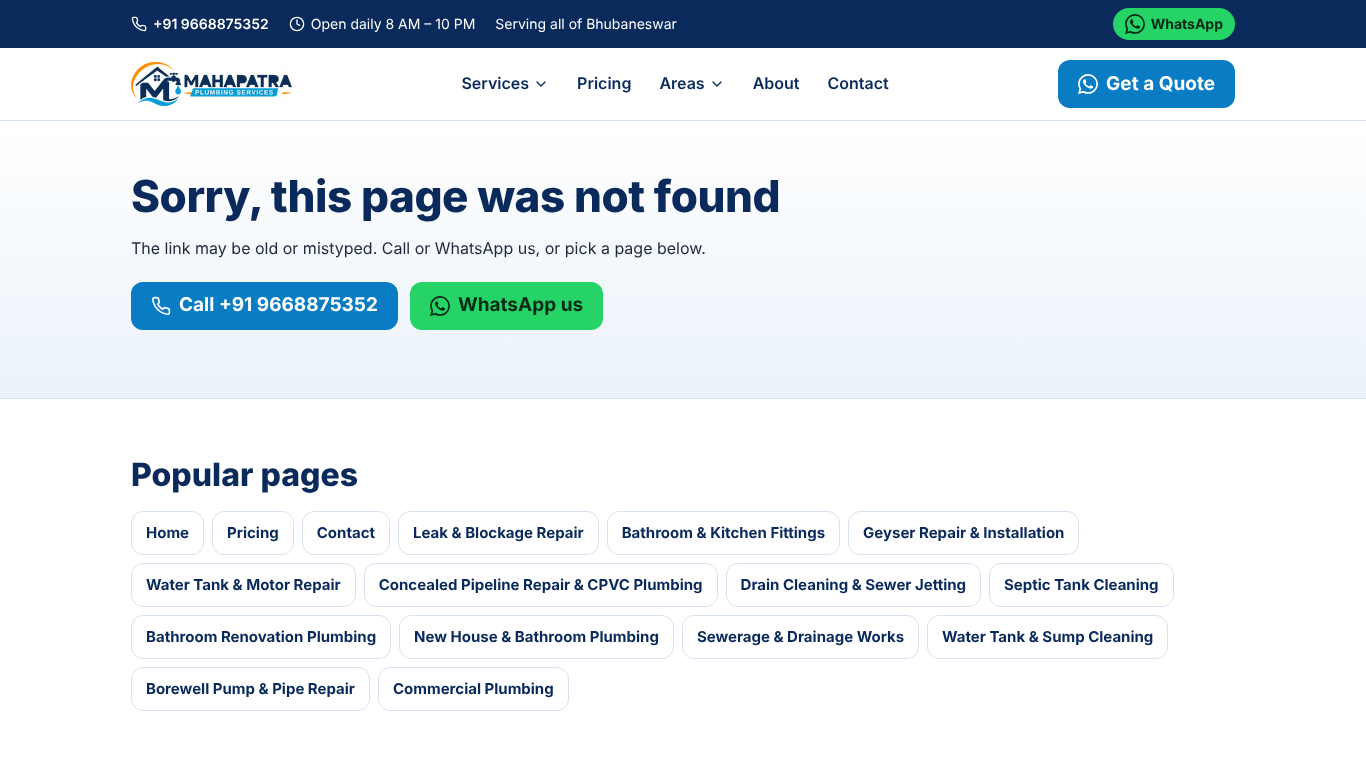 +91 9668875352 Open daily 8 AM – 10 PM Serving all of Bhubaneswar WhatsApp
MAHAPATRA
PLUMBING SERVICES
Services Pricing Areas About Contact Get a Quote
Sorry, this page was not found
The link may be old or mistyped. Call or WhatsApp us, or pick a page below.
Call +91 9668875352 WhatsApp us
Popular pages
Home Pricing Contact Leak & Blockage Repair Bathroom & Kitchen Fittings Geyser Repair & Installation
Water Tank & Motor Repair Concealed Pipeline Repair & CPVC Plumbing Drain Cleaning & Sewer Jetting Septic Tank Cleaning
Bathroom Renovation Plumbing New House & Bathroom Plumbing Sewerage & Drainage Works Water Tank & Sump Cleaning
Borewell Pump & Pipe Repair Commercial Plumbing